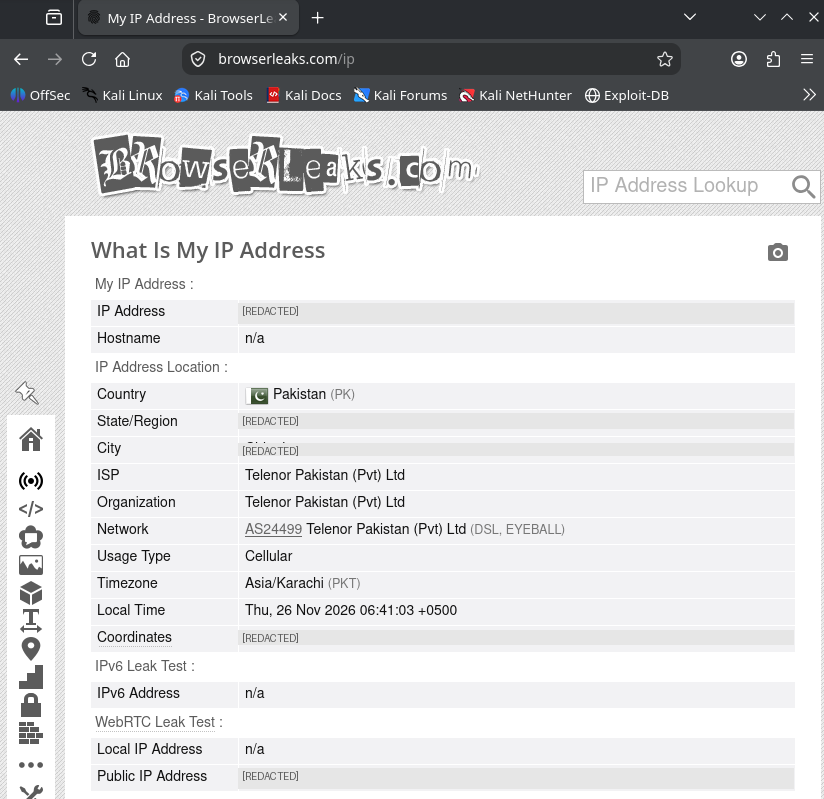 My IP Address - BrowserLe
browserleaks.com/ip
OffSec Kali Linux Kali Tools Kali Docs Kali Forums Kali NetHunter Exploit-DB
BRowseRLeaks.com
IP Address Lookup
What Is My IP Address
My IP Address :
IP Address [REDACTED]
Hostname n/a
IP Address Location :
Country Pakistan (PK)
State/Region [REDACTED]
City [REDACTED]
ISP Telenor Pakistan (Pvt) Ltd
Organization Telenor Pakistan (Pvt) Ltd
Network AS24499 Telenor Pakistan (Pvt) Ltd (DSL, EYEBALL)
Usage Type Cellular
Timezone Asia/Karachi (PKT)
Local Time Thu, 26 Nov 2026 06:41:03 +0500
Coordinates [REDACTED]
IPv6 Leak Test :
IPv6 Address n/a
WebRTC Leak Test :
Local IP Address n/a
Public IP Address [REDACTED]